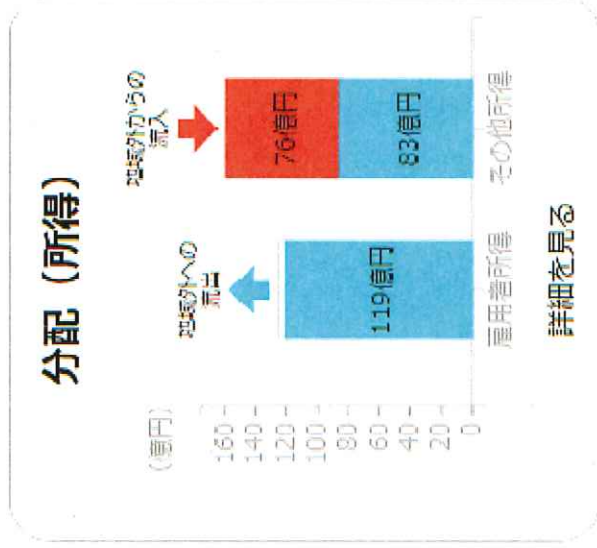 分配（所得）
地域外からの
流入
地域外への
流出
(億円)
160
140
120
100
80
60
40
20
0
76億円
83億円
119億円
雇用者所得
その他所得
詳細を見る